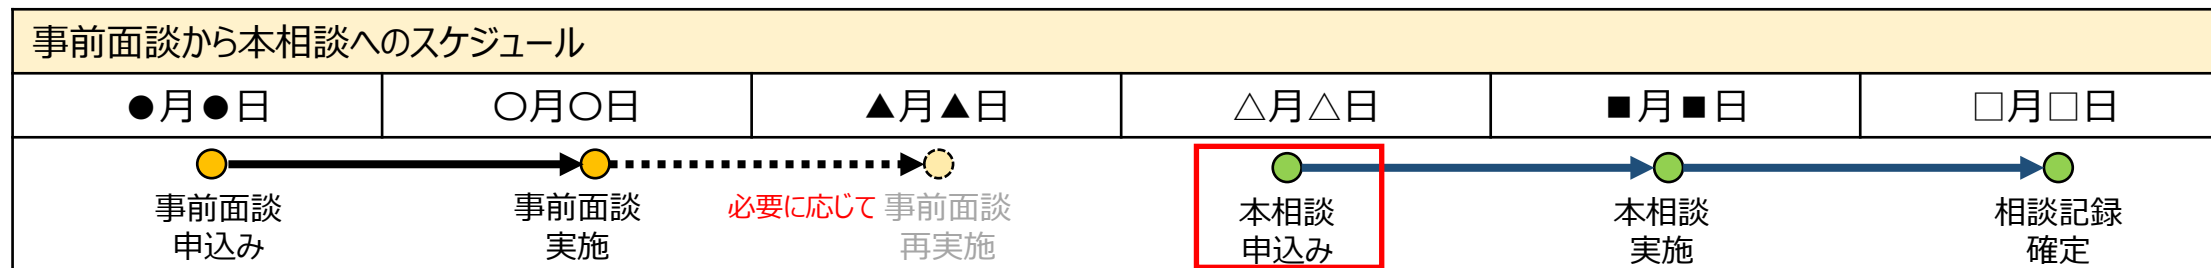 事前面談から本相談へのスケジュール
●月●日
〇月〇日
▲月▲日
△月△日
■月■日
□月□日
事前面談
申込み
事前面談
実施
必要に応じて
事前面談
再実施
本相談
申込み
本相談
実施
相談記録
確定